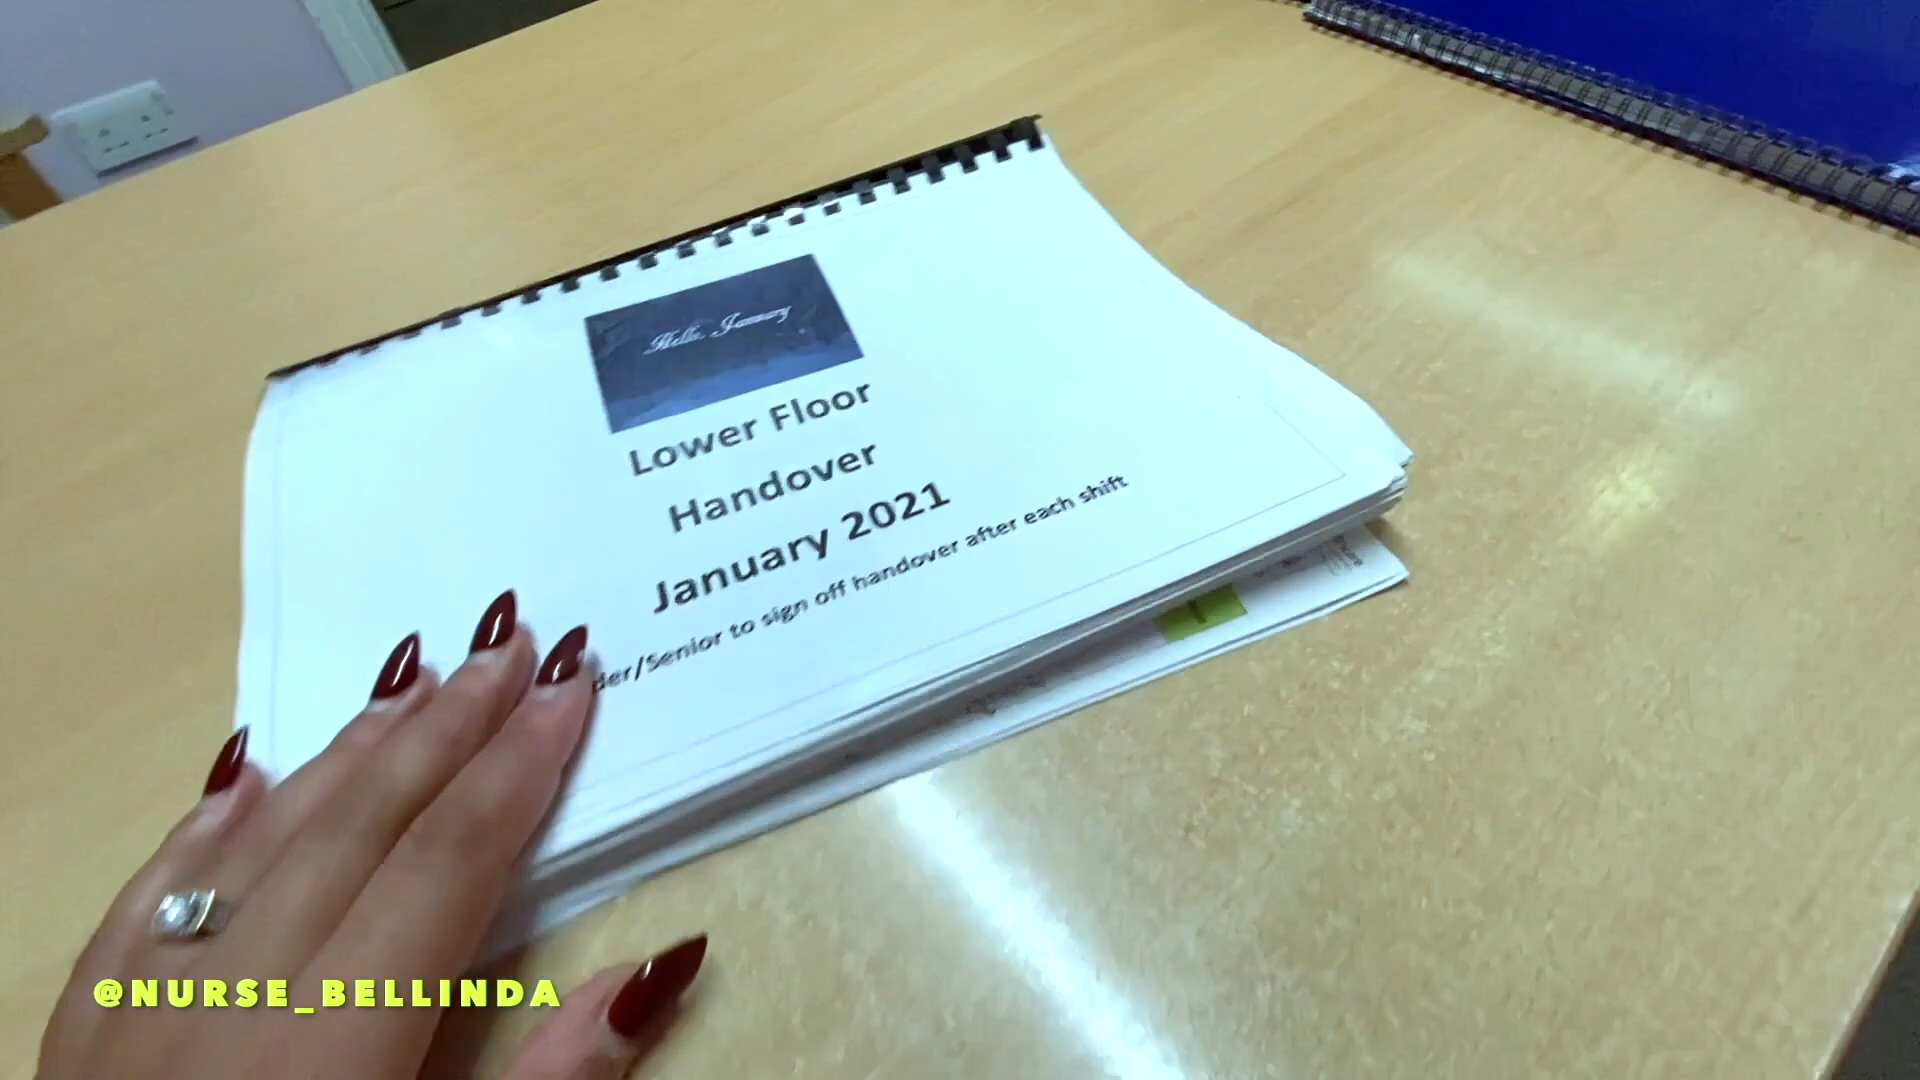 Hello January
Lower Floor
Handover
January 2021
der/Senior to sign off handover after each shift
@NURSE_BELLINDA